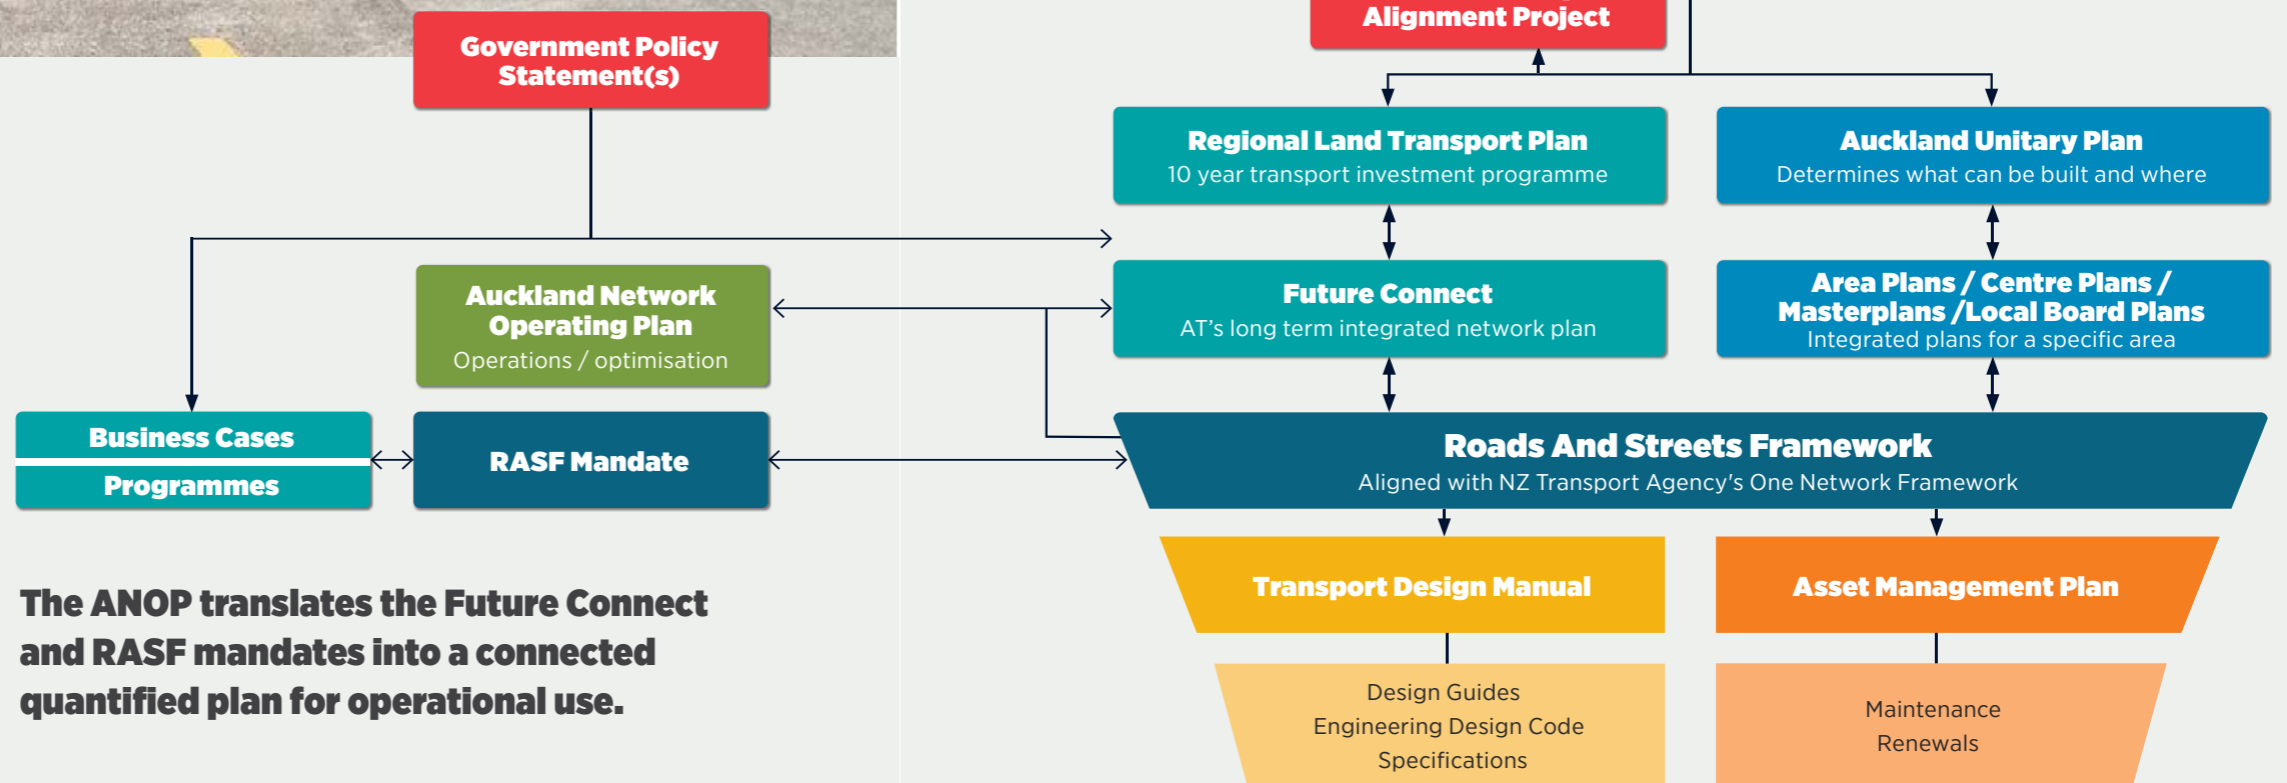 Government Policy
Statement(s)
Alignment Project
Regional Land Transport Plan
10 year transport investment programme
Auckland Unitary Plan
Determines what can be built and where
Auckland Network
Operating Plan
Operations / optimisation
Future Connect
AT’s long term integrated network plan
Area Plans / Centre Plans /
Masterplans /Local Board Plans
Integrated plans for a specific area
Business Cases
Programmes
RASF Mandate
Roads And Streets Framework
Aligned with NZ Transport Agency's One Network Framework
Transport Design Manual
Asset Management Plan
Design Guides
Engineering Design Code
Specifications
Maintenance
Renewals
The ANOP translates the Future Connect
and RASF mandates into a connected
quantified plan for operational use.